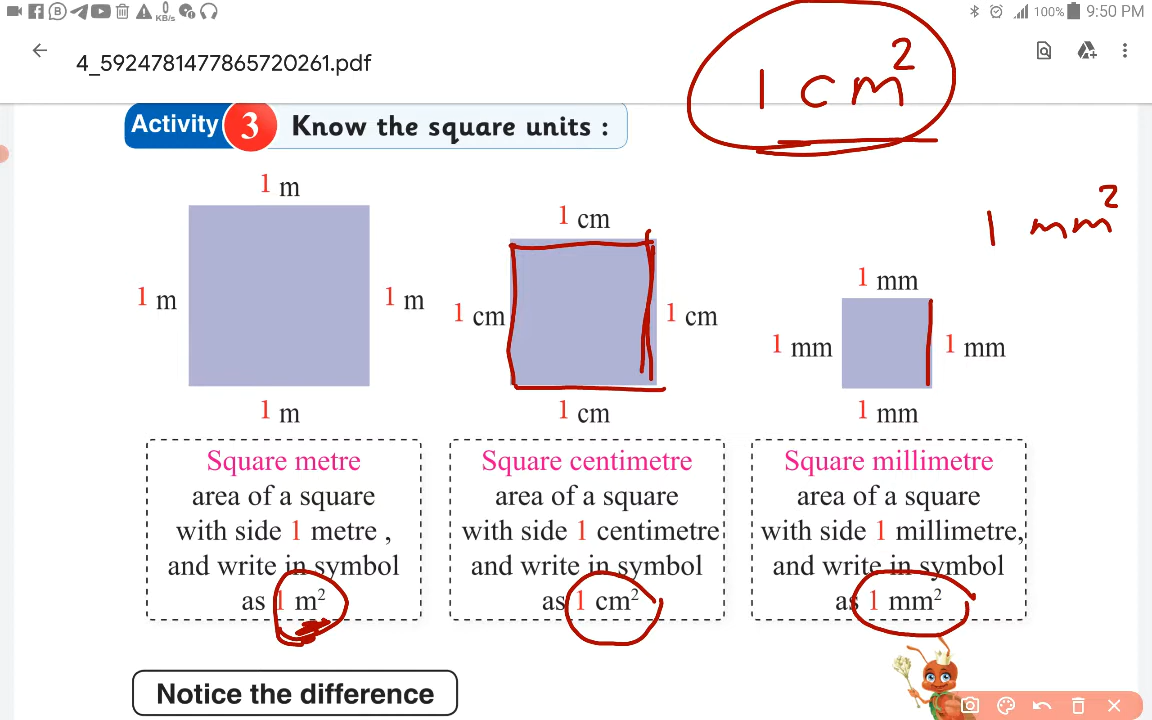 0
KB/s
100%
9:50 PM
4_5924781477865720261.pdf
1 cm²
Activity 3 Know the square units :
1 mm²
1 m
1 cm
1 mm
1 m
1 m
1 cm
1 cm
1 mm
1 mm
1 m
1 cm
1 mm
Square metre
area of a square
with side 1 metre ,
and write in symbol
as 1 m²
Square centimetre
area of a square
with side 1 centimetre
and write in symbol
as 1 cm²
Square millimetre
area of a square
with side 1 millimetre,
and write in symbol
as 1 mm²
Notice the difference